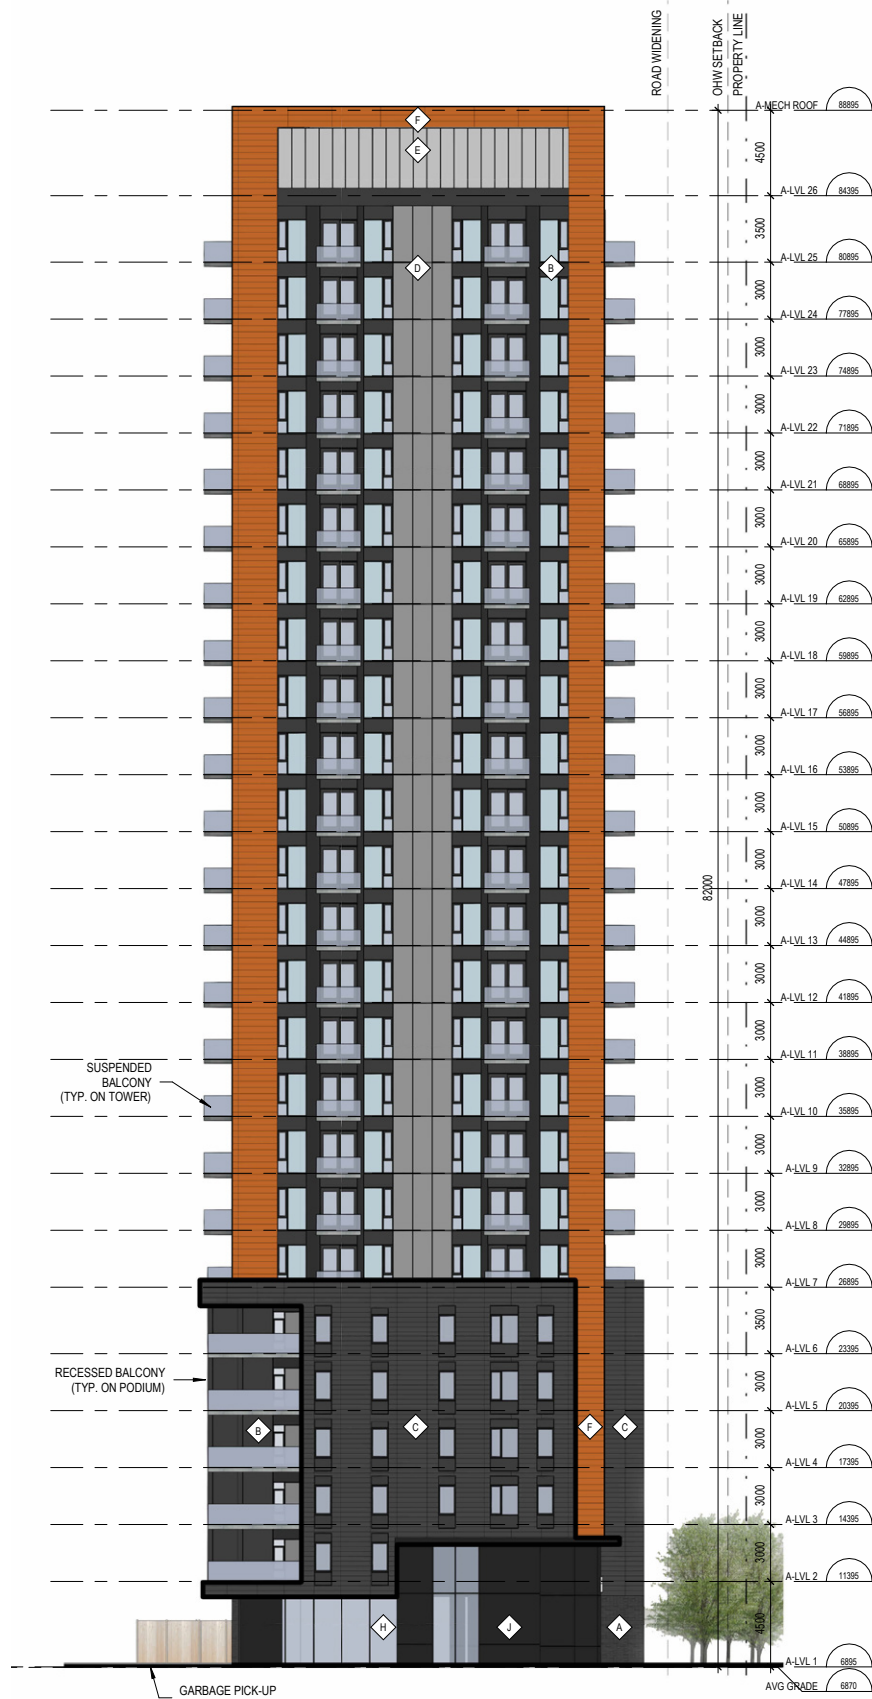 ROAD WIDENING
OHW SETBACK
PROPERTY LINE
A-MECH ROOF 88895
F
E
4500
A-LVL 26 84395
3500
A-LVL 25 80895
D
B
3000
A-LVL 24 77895
3000
A-LVL 23 74895
3000
A-LVL 22 71895
3000
A-LVL 21 68895
3000
A-LVL 20 65895
3000
A-LVL 19 62895
3000
A-LVL 18 59895
3000
A-LVL 17 56895
3000
A-LVL 16 53895
3000
A-LVL 15 50895
3000
A-LVL 14 47895
82000
3000
A-LVL 13 44895
3000
A-LVL 12 41895
3000
A-LVL 11 38895
SUSPENDED
BALCONY
(TYP. ON TOWER)
3000
A-LVL 10 35895
3000
A-LVL 9 32895
3000
A-LVL 8 29895
3000
A-LVL 7 26895
3500
A-LVL 6 23395
RECESSED BALCONY
(TYP. ON PODIUM)
3000
A-LVL 5 20395
B
C
F
C
3000
A-LVL 4 17395
3000
A-LVL 3 14395
3000
A-LVL 2 11395
H
J
A
4500
A-LVL 1 6895
AVG GRADE 6870
GARBAGE PICK-UP